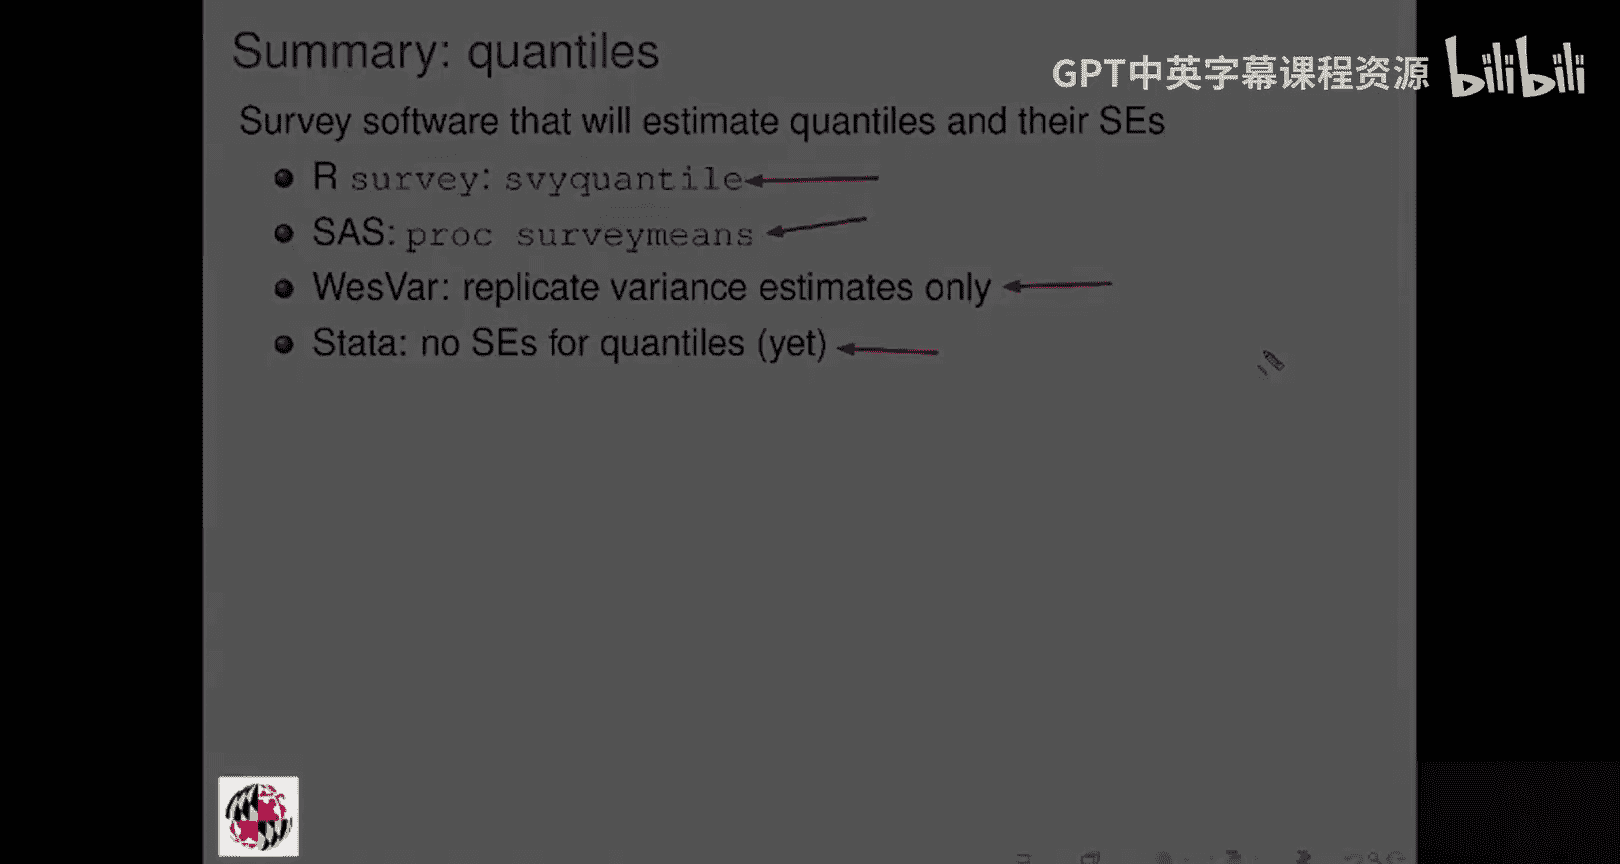 Summary: quantiles
GPT中英字幕课程资源 bilibili
Survey software that will estimate quantiles and their SEs
R survey: svyquantile
SAS: proc surveymeans
WesVar: replicate variance estimates only
Stata: no SEs for quantiles (yet)